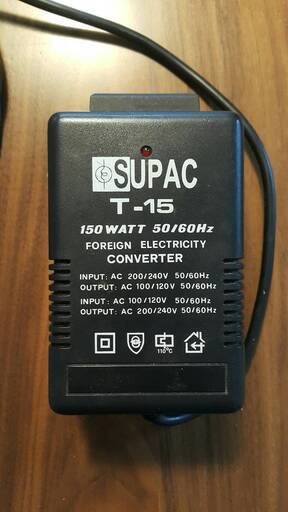 SUPAC
T-15
150WATT 50/60Hz
FOREIGN ELECTRICITY
CONVERTER
INPUT: AC 200/240V 50/60Hz
OUTPUT: AC 100/120V 50/60Hz
INPUT: AC 100/120V 50/60Hz
OUTPUT: AC 200/240V 50/60Hz
110°C